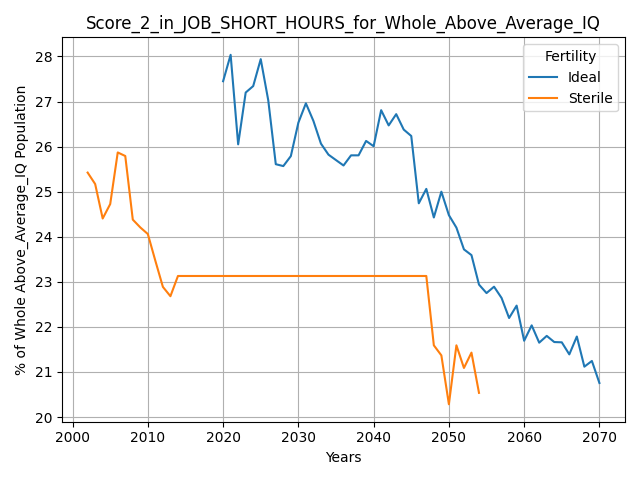 Score_2_in_JOB_SHORT_HOURS_for_Whole_Above_Average_IQ
% of Whole Above_Average_IQ Population
28
27
26
25
24
23
22
21
20
Fertility
Ideal
Sterile
2000 2010 2020 2030 2040 2050 2060 2070
Years